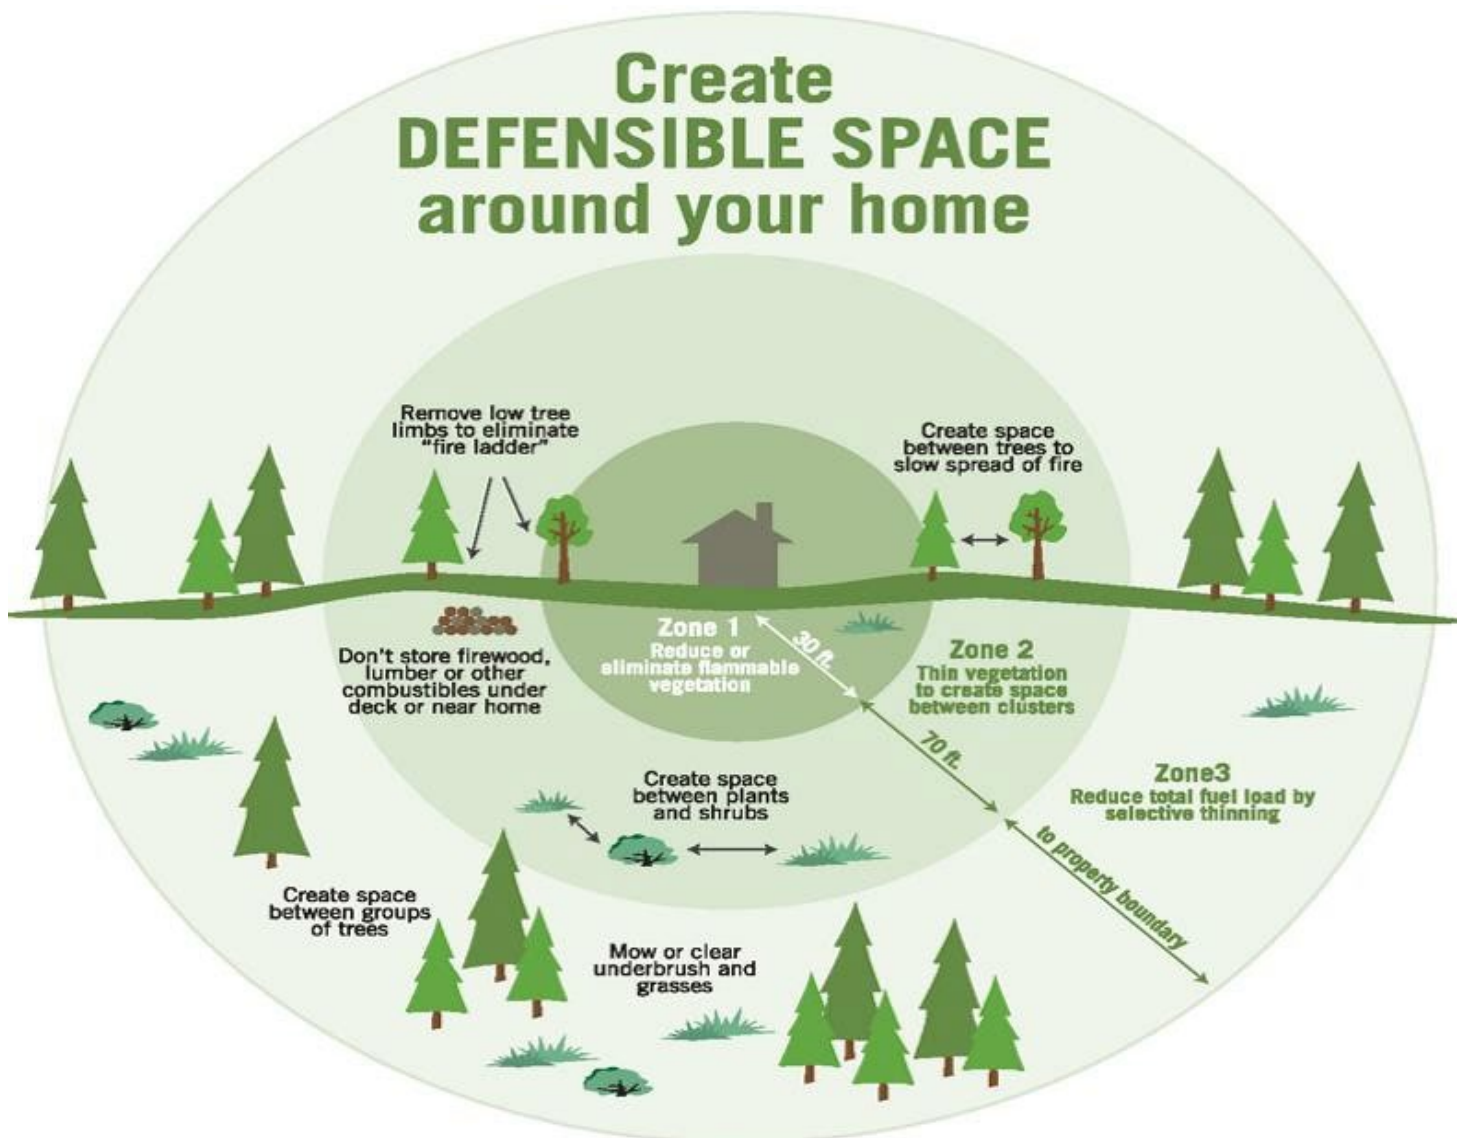 Create
DEFENSIBLE SPACE
around your home
Remove low tree
limbs to eliminate
“fire ladder”
Create space
between trees to
slow spread of fire
Don’t store firewood,
lumber or other
combustibles under
deck or near home
Zone 1
Reduce or
eliminate flammable
vegetation
30 ft.
Zone 2
Thin vegetation
to create space
between clusters
70 ft.
Zone3
Reduce total fuel load by
selective thinning
to property boundary
Create space
between plants
and shrubs
Create space
between groups
of trees
Mow or clear
underbrush and
grasses